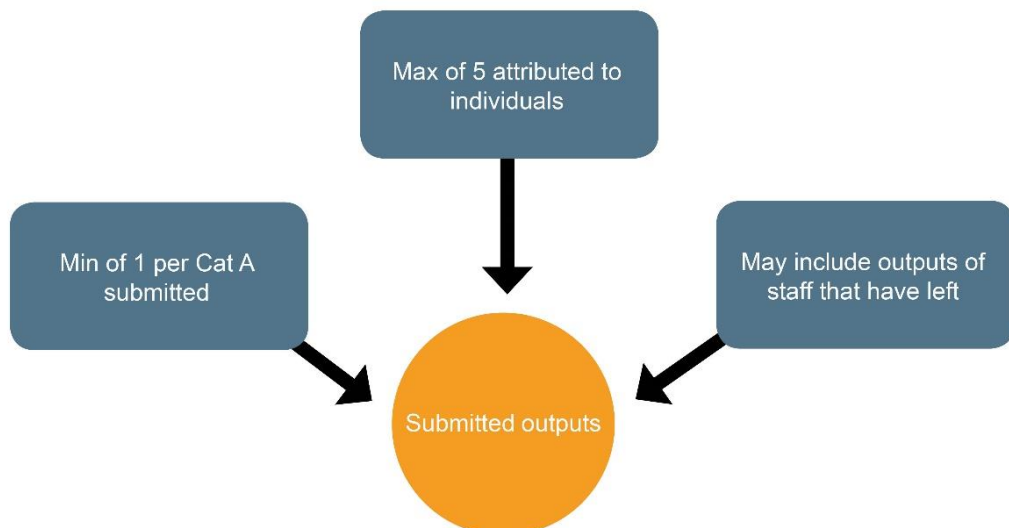 Max of 5 attributed to
individuals
Min of 1 per Cat A
submitted
May include outputs of
staff that have left
Submitted outputs